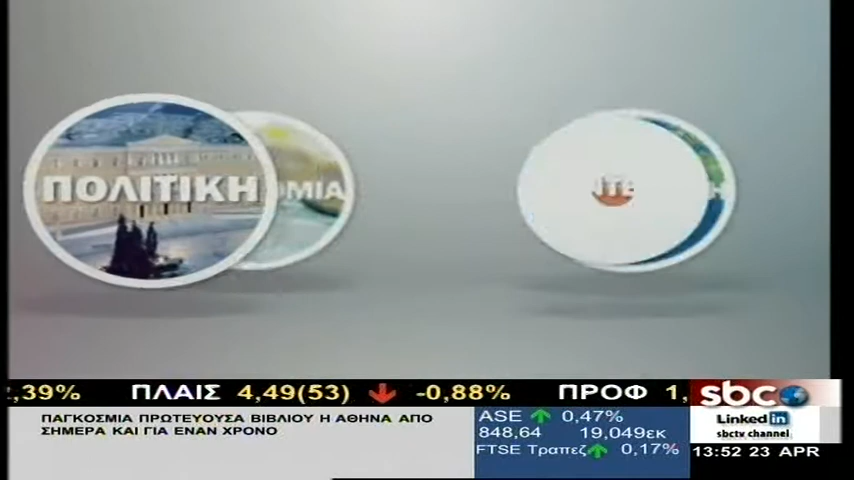 ΠΟΛΙΤΙΚΗ
ΜΙΑ
2,39% ΠΛΑΙΣ 4,49(53) -0,88% ΠΡΟΦ 1,
sbc
ΠΑΓΚΟΣΜΙΑ ΠΡΩΤΕΥΟΥΣΑ ΒΙΒΛΙΟΥ Η ΑΘΗΝΑ ΑΠΟ
ΣΗΜΕΡΑ ΚΑΙ ΓΙΑ ΕΝΑΝ ΧΡΟΝΟ
ASE 0,47%
848,64 19,049εκ
FTSE Τραπεζ 0,17%
LinkedIn
sbctv channel
13:52 23 APR